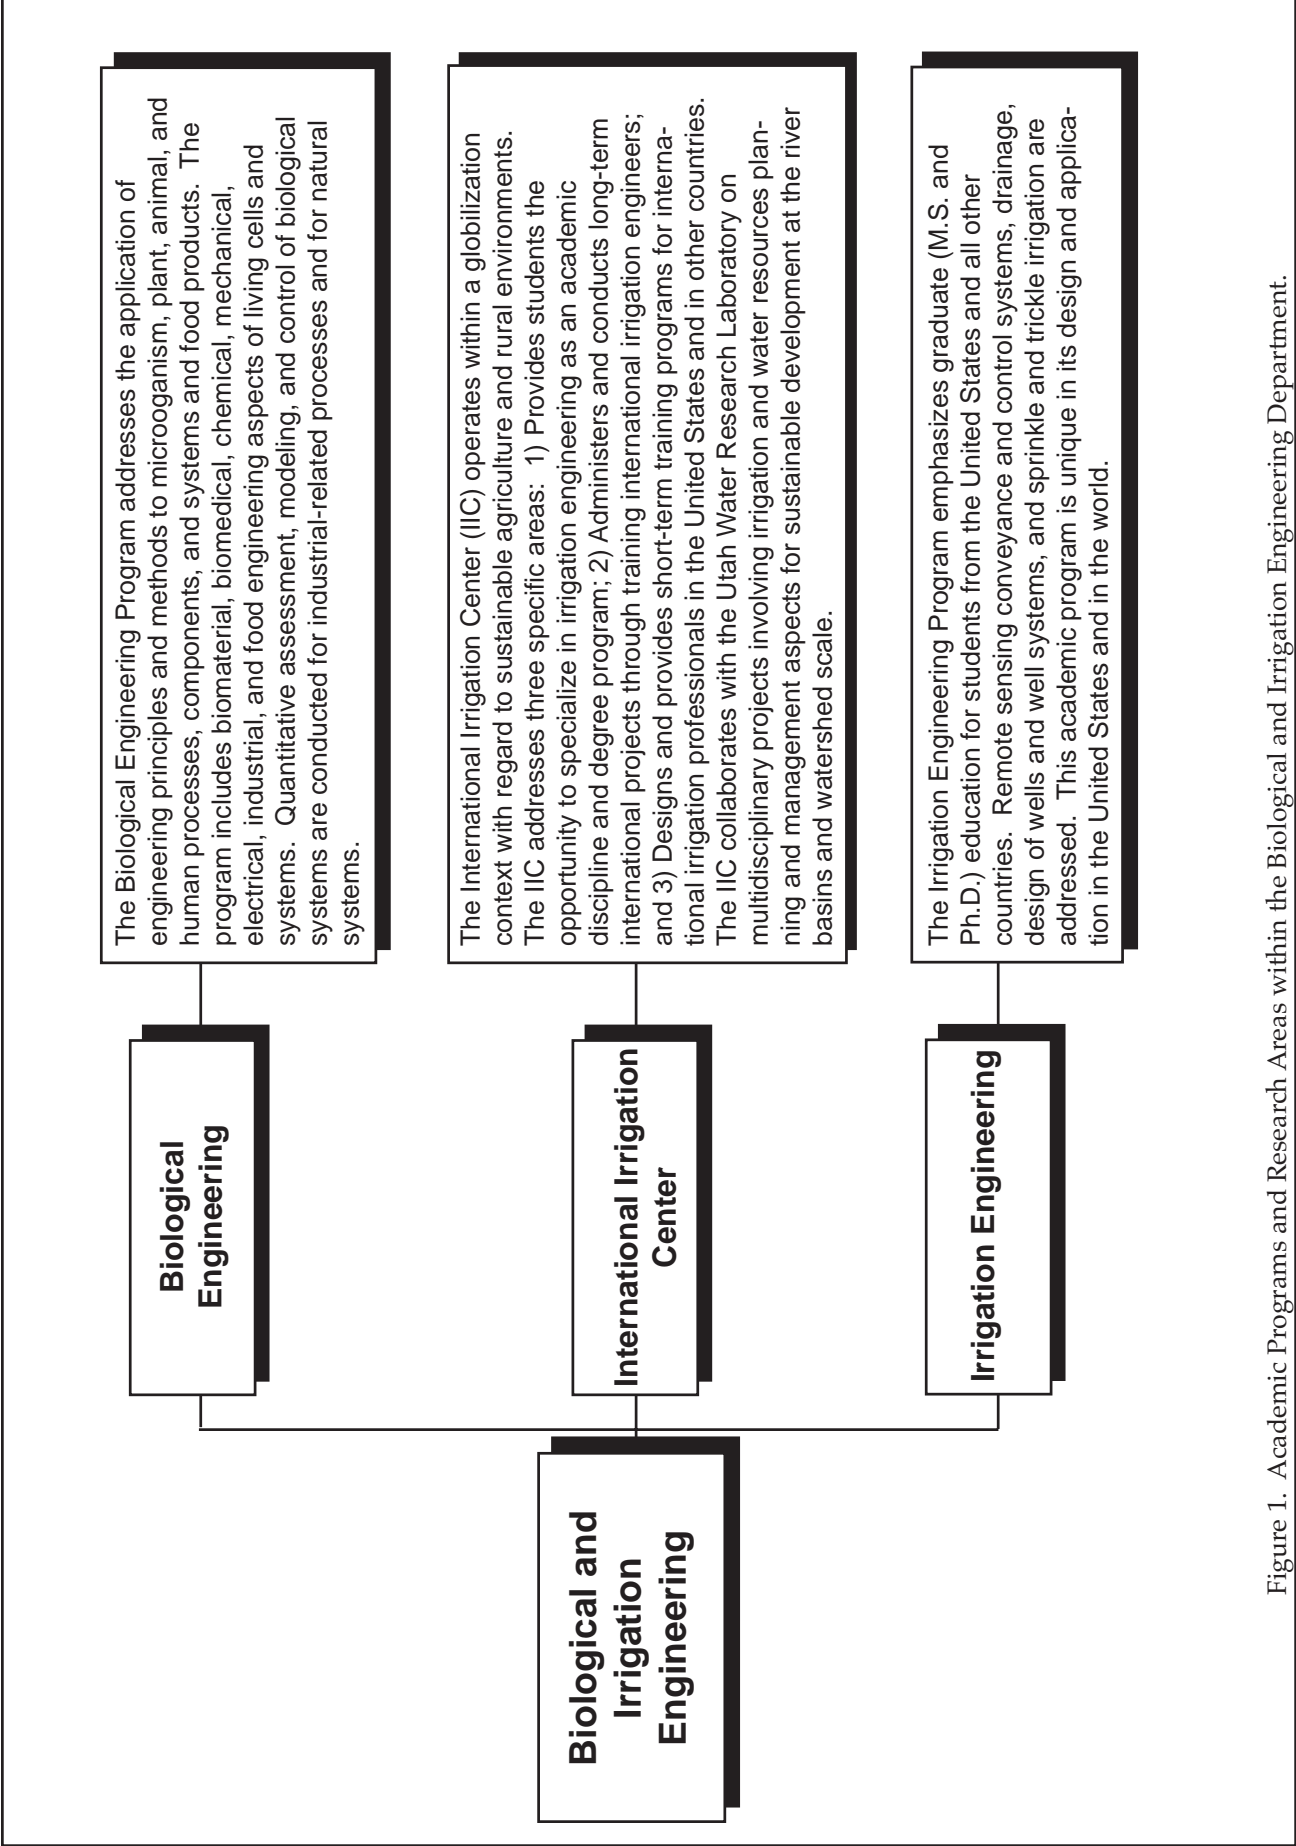 Biological and
Irrigation
Engineering
Biological
Engineering
The Biological Engineering Program addresses the application of
engineering principles and methods to microoganism, plant, animal, and
human processes, components, and systems and food products. The
program includes biomaterial, biomedical, chemical, mechanical,
electrical, industrial, and food engineering aspects of living cells and
systems. Quantitative assessment, modeling, and control of biological
systems are conducted for industrial-related processes and for natural
systems.
International Irrigation
Center
The International Irrigation Center (IIC) operates within a globilization
context with regard to sustainable agriculture and rural environments.
The IIC addresses three specific areas: 1) Provides students the
opportunity to specialize in irrigation engineering as an academic
discipline and degree program; 2) Administers and conducts long-term
international projects through training international irrigation engineers;
and 3) Designs and provides short-term training programs for interna-
tional irrigation professionals in the United States and in other countries.
The IIC collaborates with the Utah Water Research Laboratory on
multidisciplinary projects involving irrigation and water resources plan-
ning and management aspects for sustainable development at the river
basins and watershed scale.
Irrigation Engineering
The Irrigation Engineering Program emphasizes graduate (M.S. and
Ph.D.) education for students from the United States and all other
countries. Remote sensing conveyance and control systems, drainage,
design of wells and well systems, and sprinkle and trickle irrigation are
addressed. This academic program is unique in its design and applica-
tion in the United States and in the world.
Figure 1. Academic Programs and Research Areas within the Biological and Irrigation Engineering Department.